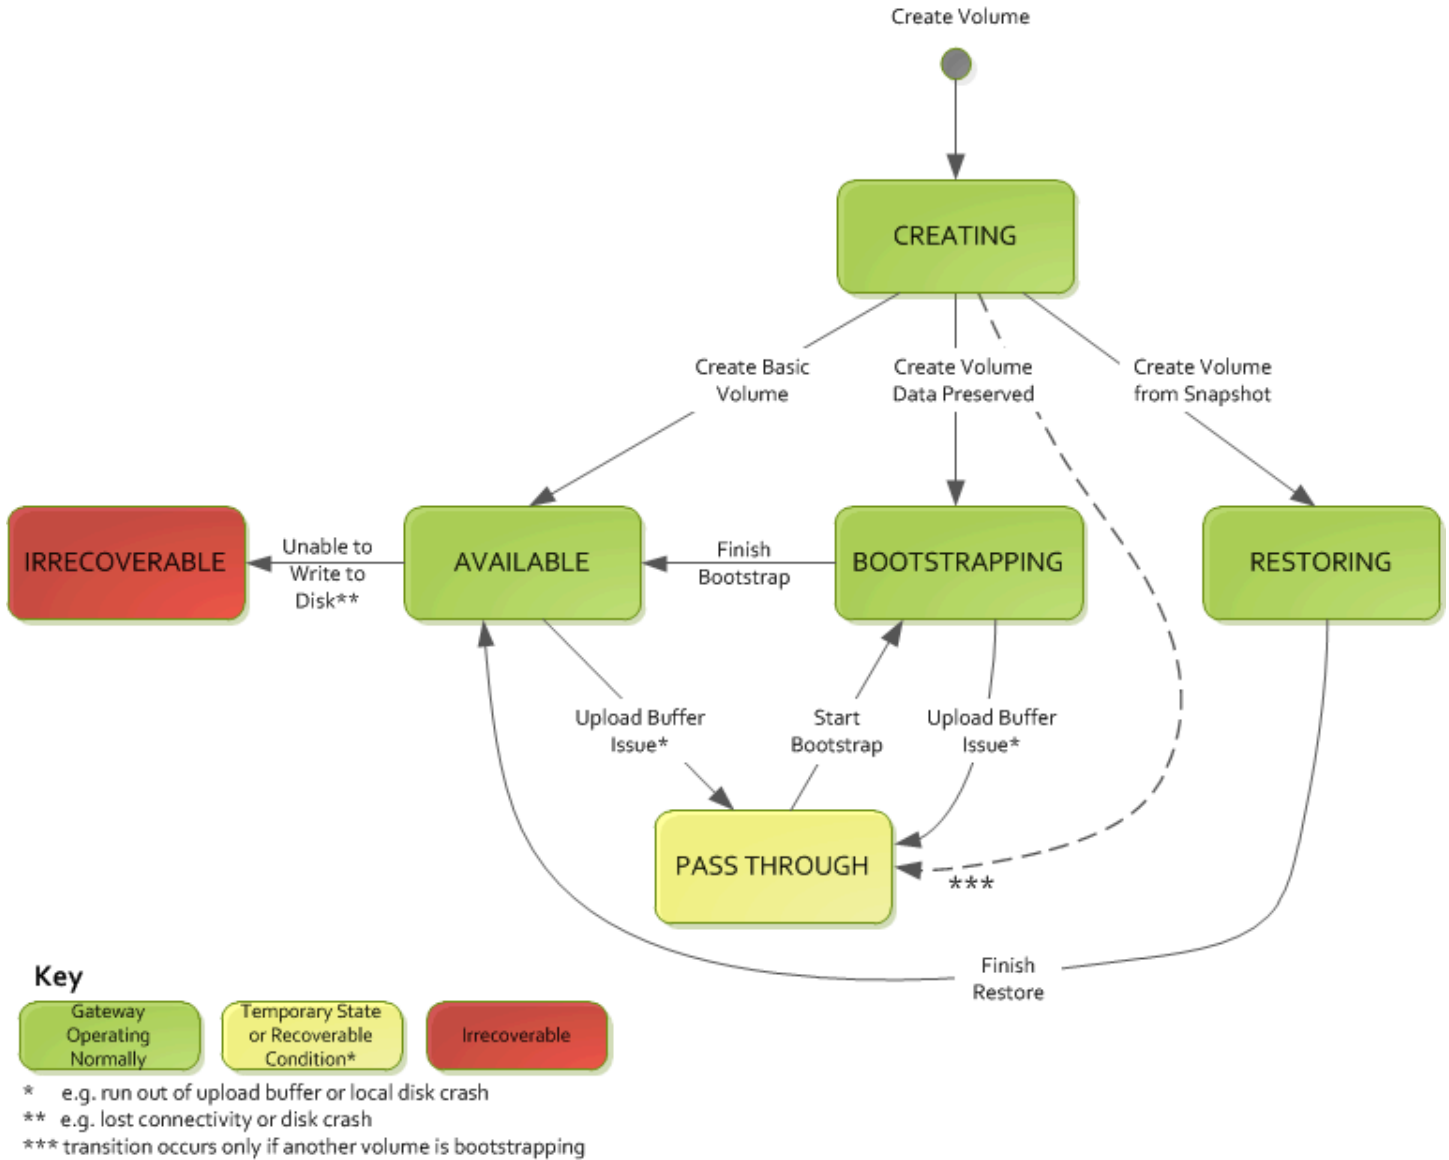 Create Volume
CREATING
Create Basic
Volume
Create Volume
Data Preserved
Create Volume
from Snapshot
IRRECOVERABLE
Unable to
Write to
Disk**
AVAILABLE
Finish
Bootstrap
BOOTSTRAPPING
RESTORING
Upload Buffer
Issue*
Start
Bootstrap
Upload Buffer
Issue*
PASS THROUGH
***
Finish
Restore
Key
Gateway
Operating
Normally
Temporary State
or Recoverable
Condition*
Irrecoverable
* e.g. run out of upload buffer or local disk crash
** e.g. lost connectivity or disk crash
*** transition occurs only if another volume is bootstrapping